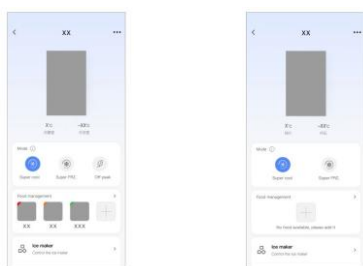 XX
Mode
Super cool
Super FRZ.
Off peak
Food management
XX
XX
XXX
Ice maker
Control the ice maker
XX
Mode
Super cool
Super FRZ.
Food management
No food available, please add it
Ice maker
Control the ice maker